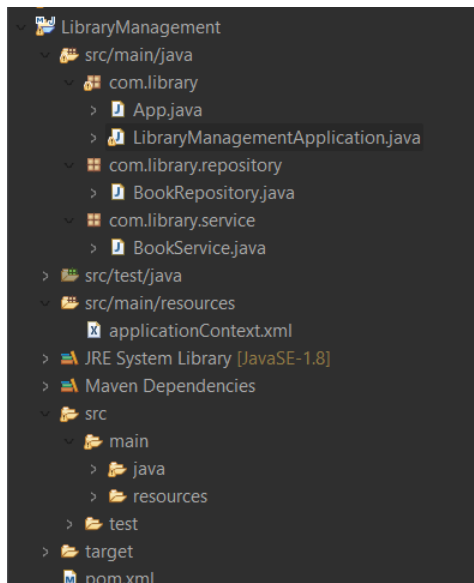 LibraryManagement
src/main/java
com.library
App.java
LibraryManagementApplication.java
com.library.repository
BookRepository.java
com.library.service
BookService.java
src/test/java
src/main/resources
applicationContext.xml
JRE System Library [JavaSE-1.8]
Maven Dependencies
src
main
java
resources
test
target
pom.xml